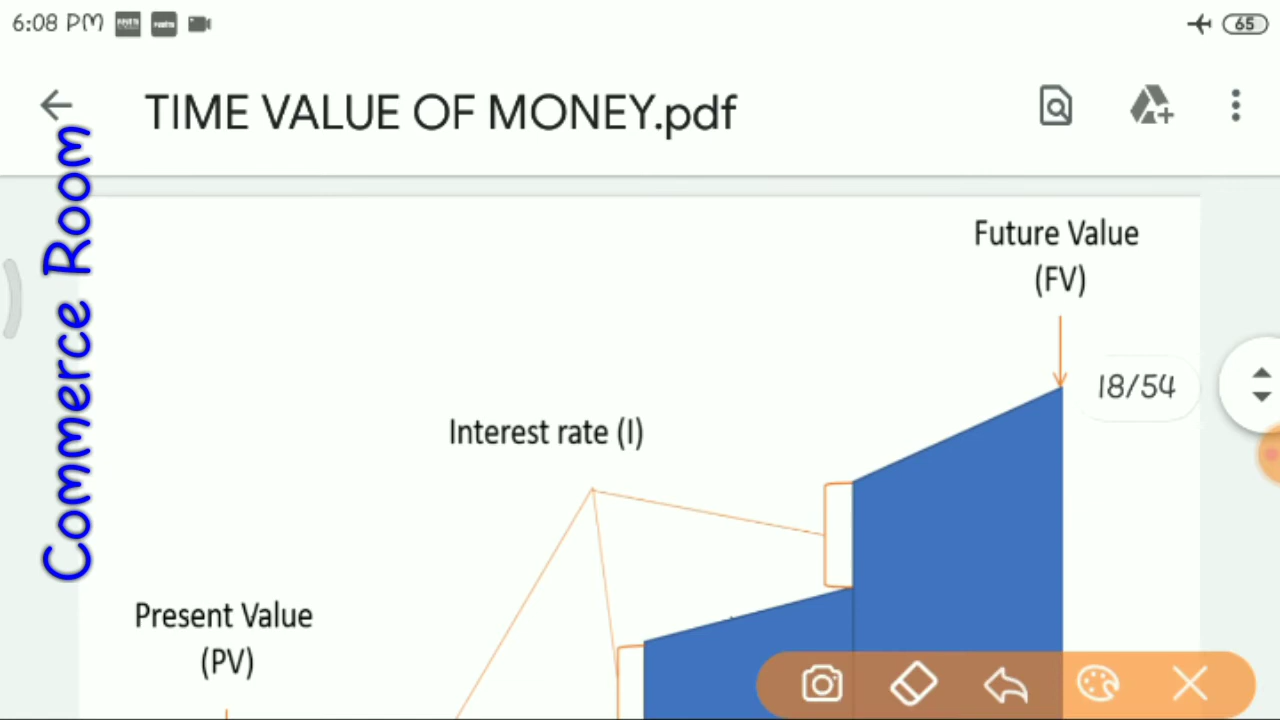 6:08 PM
65
TIME VALUE OF MONEY.pdf
Commerce Room
Future Value
(FV)
18/54
Interest rate (I)
Present Value
(PV)